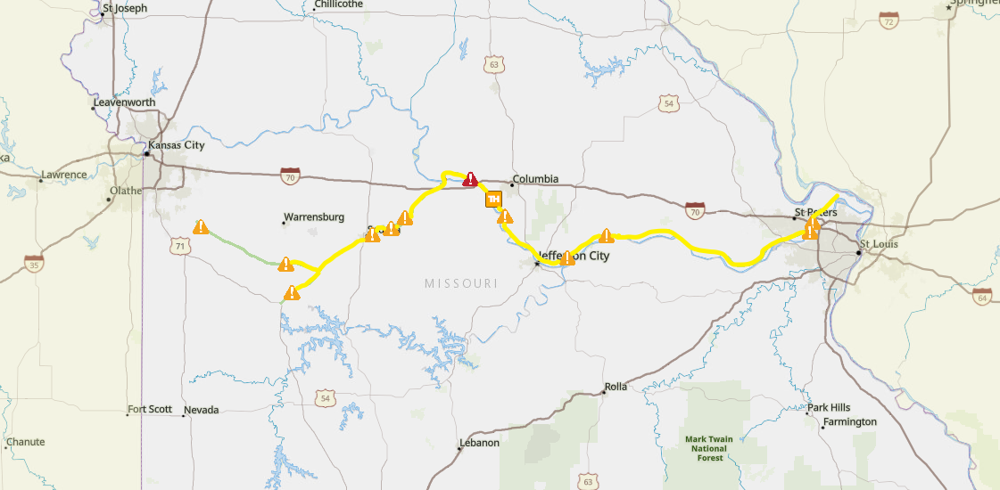 St Joseph
Chillicothe
Springfield
72
63
54
Leavenworth
Kansas City
Lawrence
Olathe
70
Columbia
TH
Warrensburg
70
St Peters
St Louis
71
35
Jefferson City
MISSOURI
64
54
Rolla
Fort Scott
Nevada
Park Hills
Farmington
Chanute
Lebanon
Mark Twain
National
Forest
63